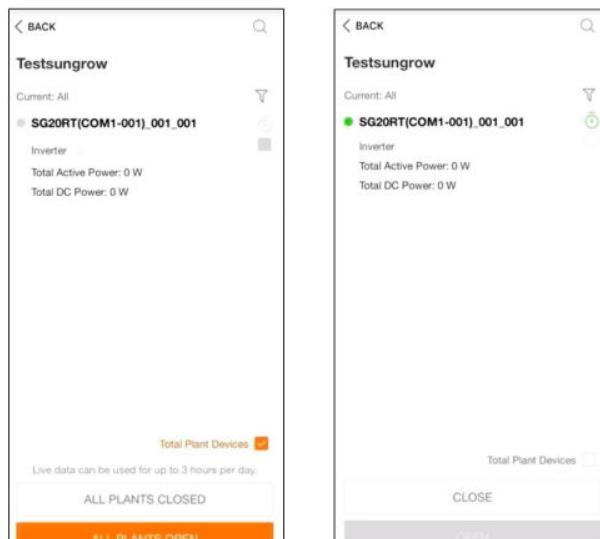 < BACK
Testsungrow
Current: All
SG20RT(COM1-001)_001_001
Inverter
Total Active Power: 0 W
Total DC Power: 0 W
Total Plant Devices
Live data can be used for up to 3 hours per day.
ALL PLANTS CLOSED
ALL PLANTS OPEN
< BACK
Testsungrow
Current: All
SG20RT(COM1-001)_001_001
Inverter
Total Active Power: 0 W
Total DC Power: 0 W
Total Plant Devices
CLOSE
OPEN